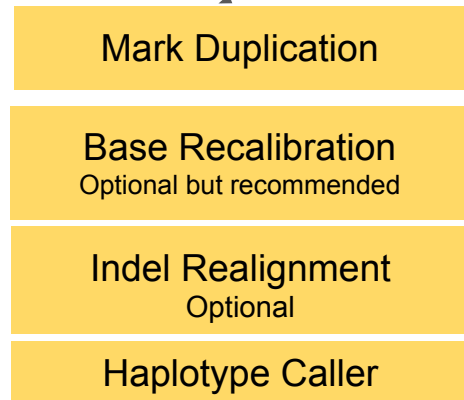 Mark Duplication
Base Recalibration
Optional but recommended
Indel Realignment
Optional
Haplotype Caller